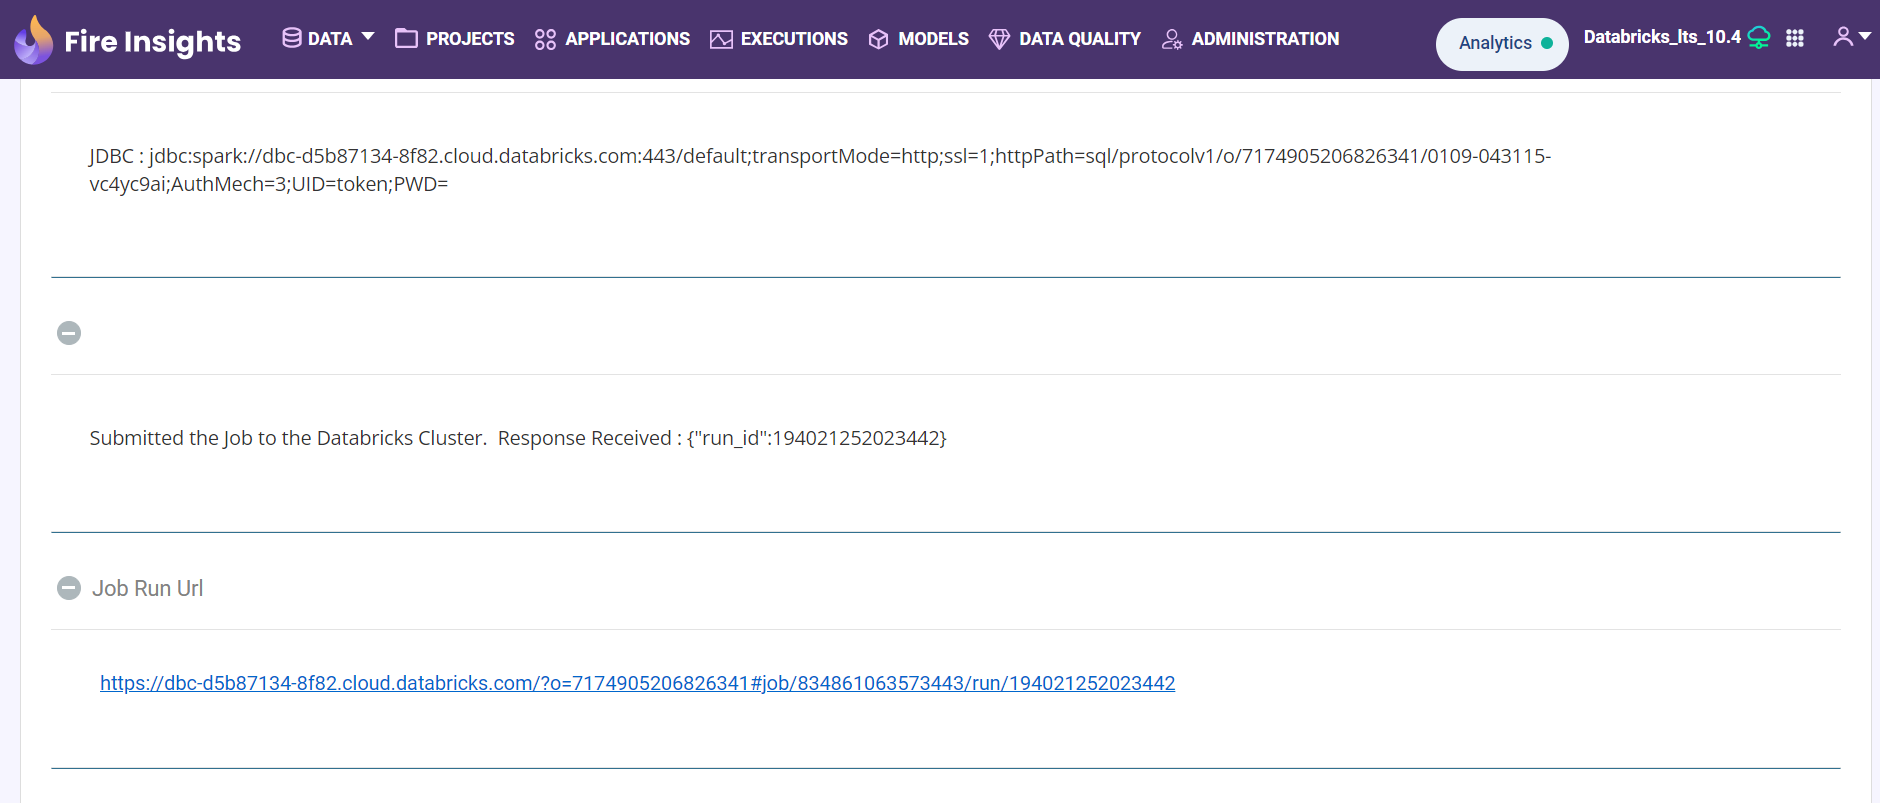 Fire Insights DATA PROJECTS APPLICATIONS EXECUTIONS MODELS DATA QUALITY ADMINISTRATION Analytics Databricks_lts_10.4
JDBC : jdbc:spark://dbc-d5b87134-8f82.cloud.databricks.com:443/default;transportMode=http;ssl=1;httpPath=sql/protocolv1/o/7174905206826341/0109-043115-
vc4yc9ai;AuthMech=3;UID=token;PWD=
Submitted the Job to the Databricks Cluster.  Response Received : {"run_id":194021252023442}
Job Run Url
https://dbc-d5b87134-8f82.cloud.databricks.com/?o=7174905206826341#job/834861063573443/run/194021252023442